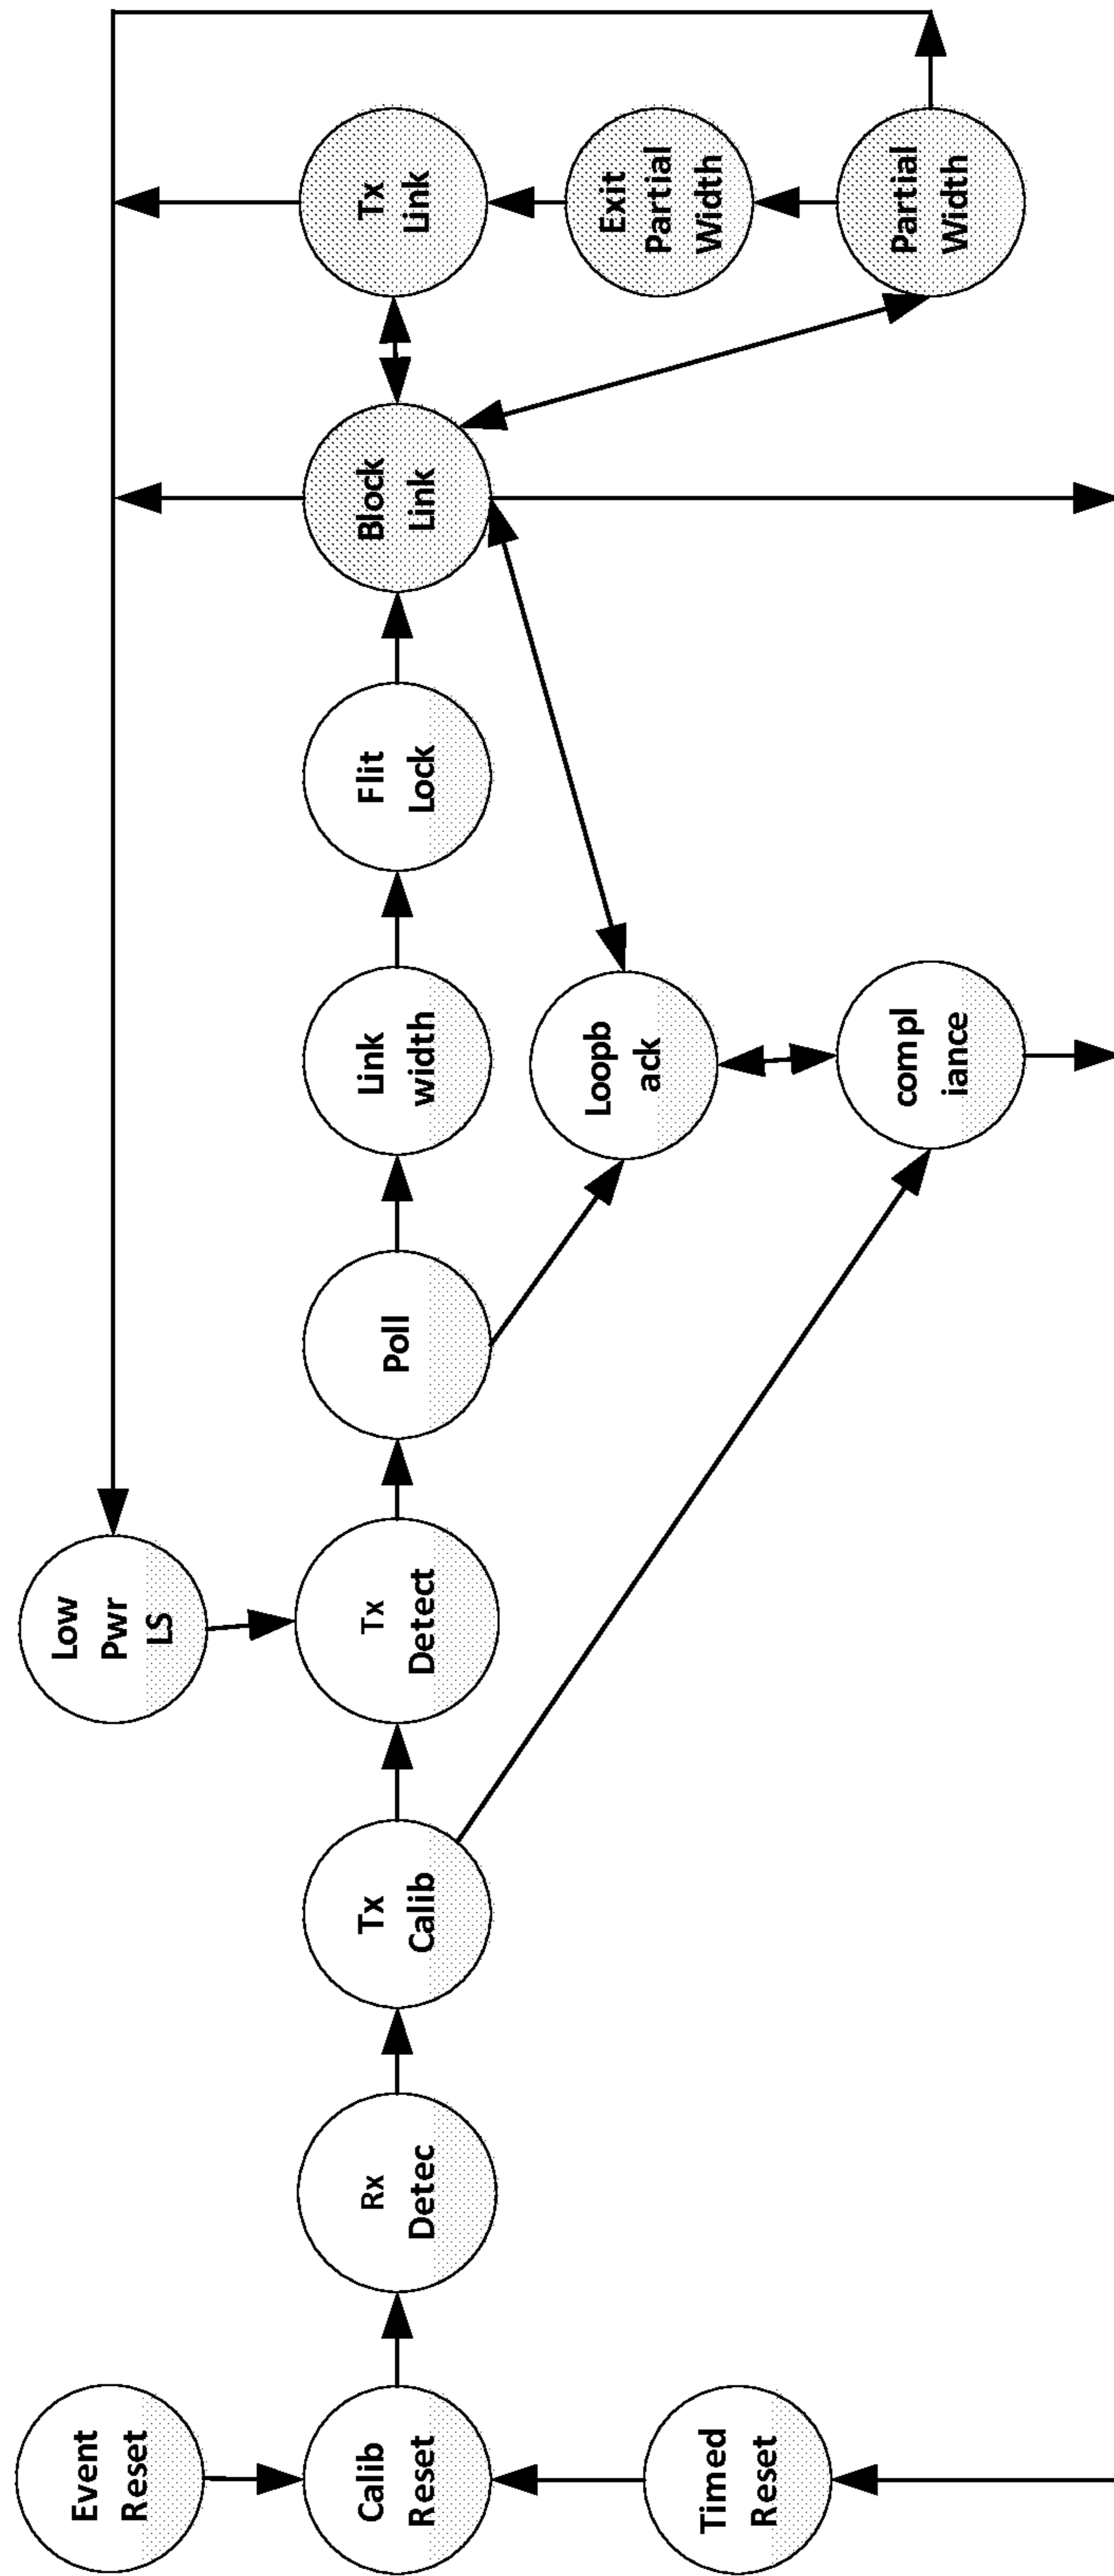 Event
Reset
Calib
Reset
Timed
Reset
Rx
Detec
Tx
Calib
Low
Pwr
LS
Tx
Detect
Poll
Link
width
Loopb
ack
compl
iance
Flit
Lock
Block
Link
Tx
Link
Exit
Partial
Width
Partial
Width